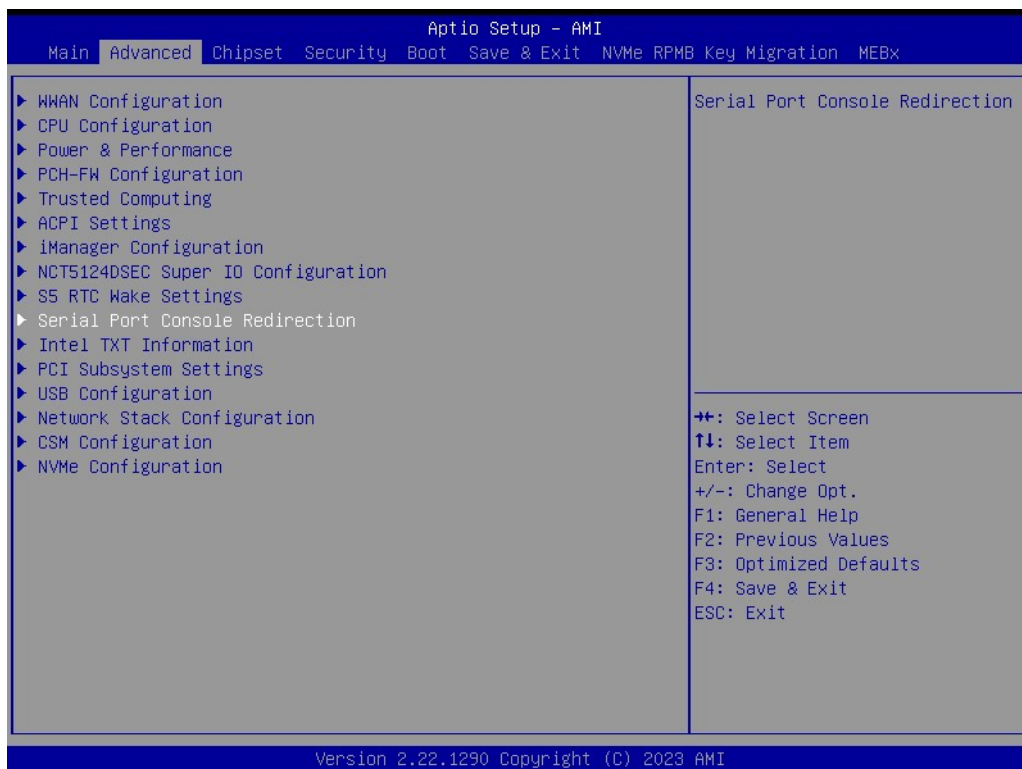 Aptio Setup – AMI
Main Advanced Chipset Security Boot Save & Exit NVMe RPMB Key Migration MEBx
WWAN Configuration
CPU Configuration
Power & Performance
PCH-FW Configuration
Trusted Computing
ACPI Settings
iManager Configuration
NCT5124DSEC Super IO Configuration
S5 RTC Wake Settings
Serial Port Console Redirection
Intel TXT Information
PCI Subsystem Settings
USB Configuration
Network Stack Configuration
CSM Configuration
NVMe Configuration
Serial Port Console Redirection
→←: Select Screen
↑↓: Select Item
Enter: Select
+/-: Change Opt.
F1: General Help
F2: Previous Values
F3: Optimized Defaults
F4: Save & Exit
ESC: Exit
Version 2.22.1290 Copyright (C) 2023 AMI